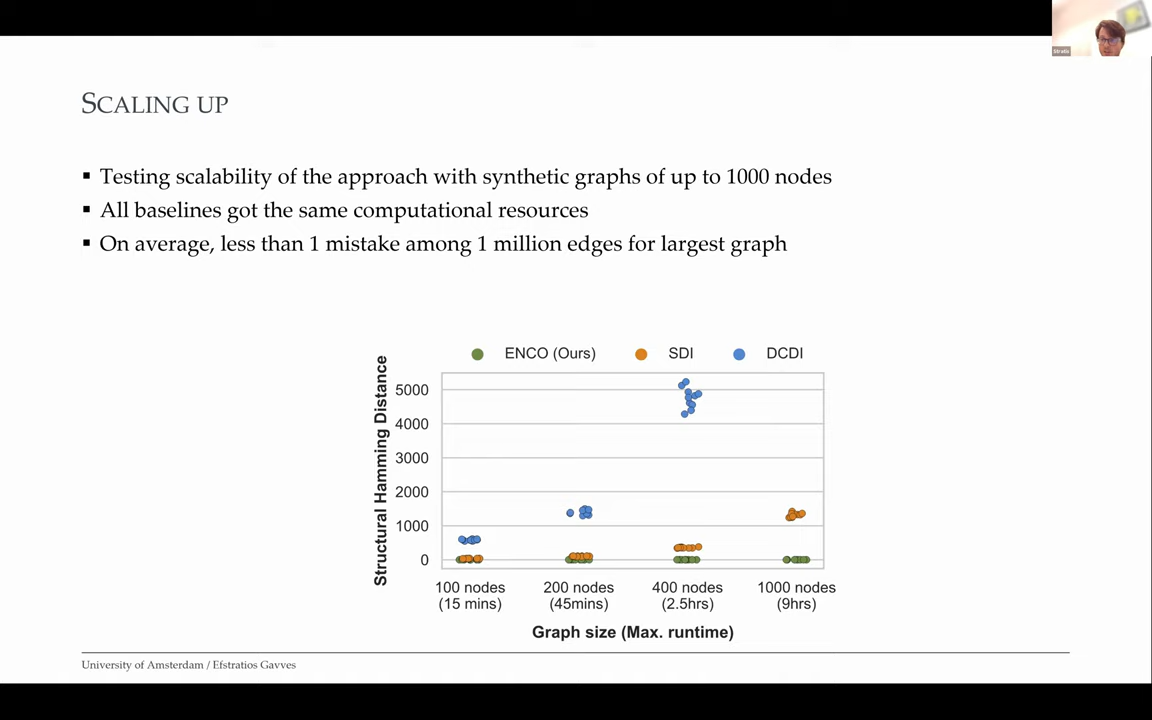 Stratis
SCALING UP
▪ Testing scalability of the approach with synthetic graphs of up to 1000 nodes
▪ All baselines got the same computational resources
▪ On average, less than 1 mistake among 1 million edges for largest graph
ENCO (Ours) SDI DCDI
Structural Hamming Distance
5000
4000
3000
2000
1000
0
100 nodes 200 nodes 400 nodes 1000 nodes
(15 mins) (45mins) (2.5hrs) (9hrs)
Graph size (Max. runtime)
University of Amsterdam / Efstratios Gavves